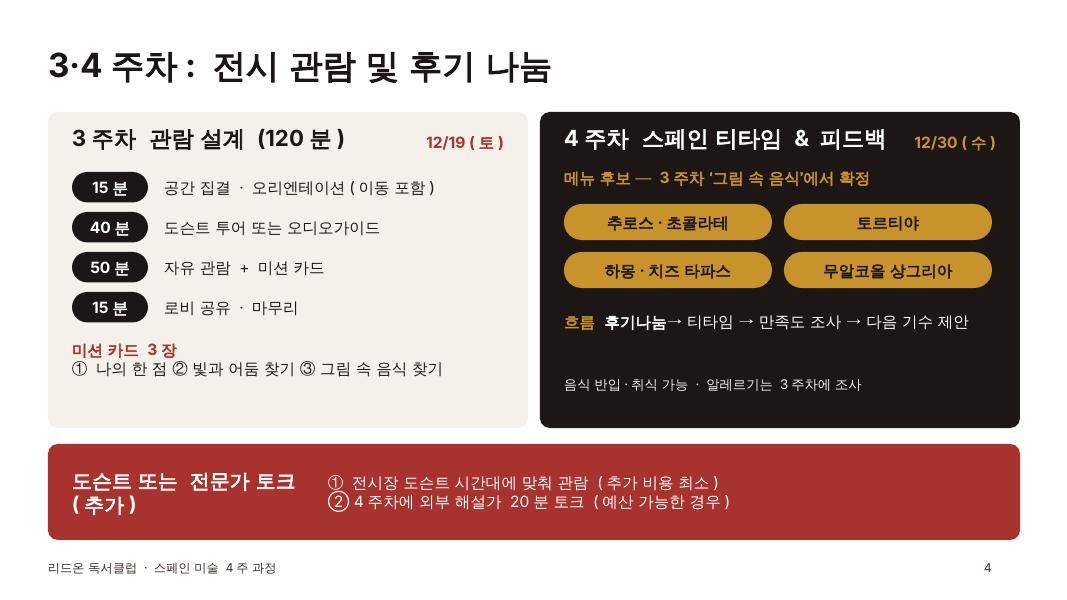 3·4 주차 : 전시 관람 및 후기 나눔
3 주차 관람 설계 (120 분 )
12/19 ( 토 )
15 분 공간 집결 · 오리엔테이션 ( 이동 포함 )
40 분 도슨트 투어 또는 오디오가이드
50 분 자유 관람 + 미션 카드
15 분 로비 공유 · 마무리
미션 카드 3 장
① 나의 한 점 ② 빛과 어둠 찾기 ③ 그림 속 음식 찾기
4 주차 스페인 티타임 & 피드백
12/30 ( 수 )
메뉴 후보 — 3 주차 ‘그림 속 음식’에서 확정
추로스 · 초콜라테 토르티야
하몽 · 치즈 타파스 무알코올 상그리아
흐름 후기나눔→ 티타임 → 만족도 조사 → 다음 기수 제안
음식 반입 · 취식 가능 · 알레르기는 3 주차에 조사
도슨트 또는 전문가 토크
( 추가 )
① 전시장 도슨트 시간대에 맞춰 관람 ( 추가 비용 최소 )
② 4 주차에 외부 해설가 20 분 토크 ( 예산 가능한 경우 )
리드온 독서클럽 · 스페인 미술 4 주 과정
4